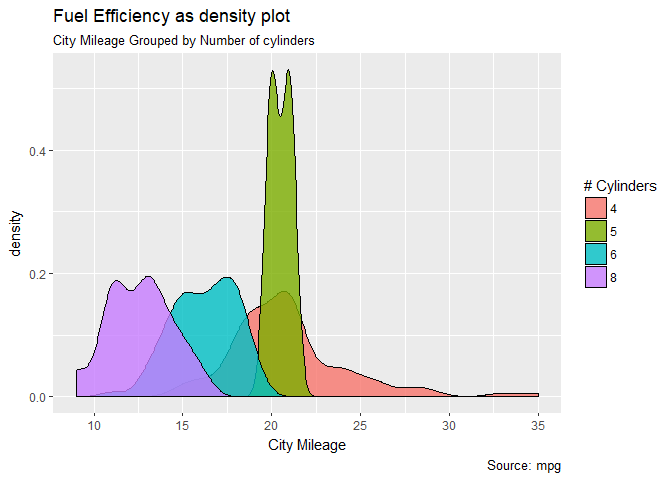 Fuel Efficiency as density plot
City Mileage Grouped by Number of cylinders
density
0.4
0.2
0.0
10 15 20 25 30 35
City Mileage
# Cylinders
4
5
6
8
Source: mpg